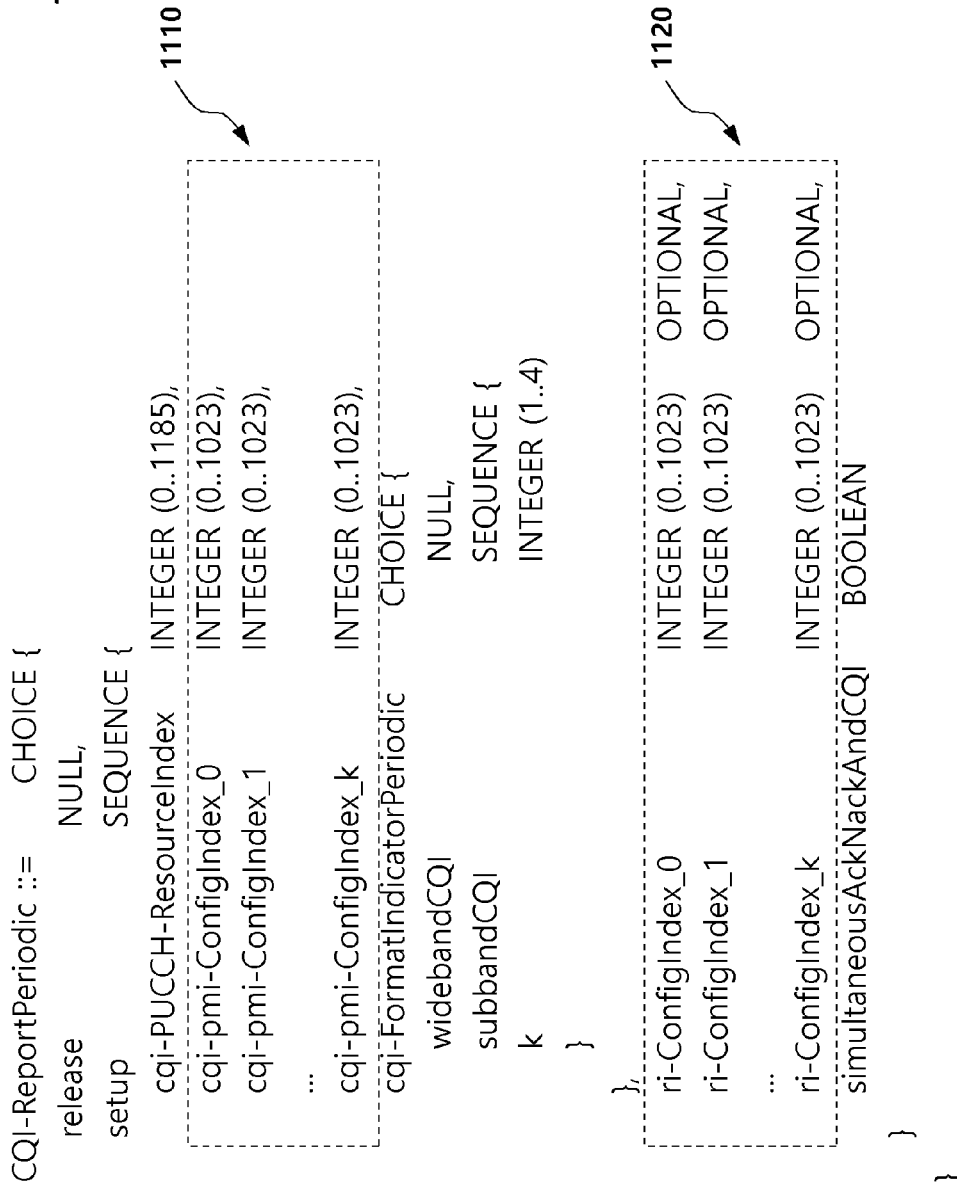 CQI-ReportPeriodic ::= CHOICE {
release NULL,
setup SEQUENCE {
cqi-PUCCH-ResourceIndex INTEGER (0..1185),
cqi-pmi-ConfigIndex_0 INTEGER (0..1023),
cqi-pmi-ConfigIndex_1 INTEGER (0..1023),
...
cqi-pmi-ConfigIndex_k INTEGER (0..1023),
cqi-FormatIndicatorPeriodic CHOICE {
widebandCQI NULL,
subbandCQI SEQUENCE {
k INTEGER (1..4)
}
},
ri-ConfigIndex_0 INTEGER (0..1023) OPTIONAL,
ri-ConfigIndex_1 INTEGER (0..1023) OPTIONAL,
...
ri-ConfigIndex_k INTEGER (0..1023) OPTIONAL,
simultaneousAckNackAndCQI BOOLEAN
}
}
1110
1120